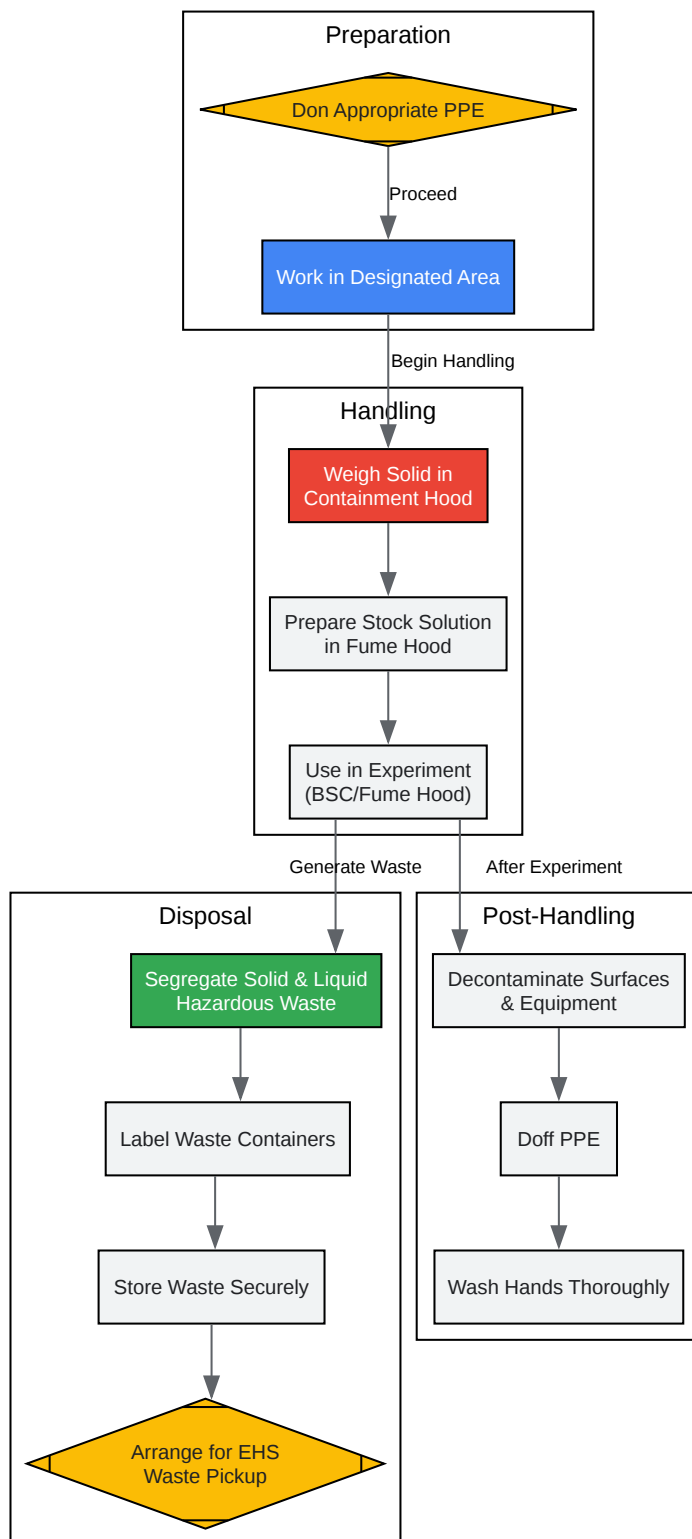 Preparation
Don Appropriate PPE
Proceed
Work in Designated Area
Begin Handling
Handling
Weigh Solid in
Containment Hood
Prepare Stock Solution
in Fume Hood
Use in Experiment
(BSC/Fume Hood)
Generate Waste
After Experiment
Disposal
Segregate Solid & Liquid
Hazardous Waste
Label Waste Containers
Store Waste Securely
Arrange for EHS
Waste Pickup
Post-Handling
Decontaminate Surfaces
& Equipment
Doff PPE
Wash Hands Thoroughly